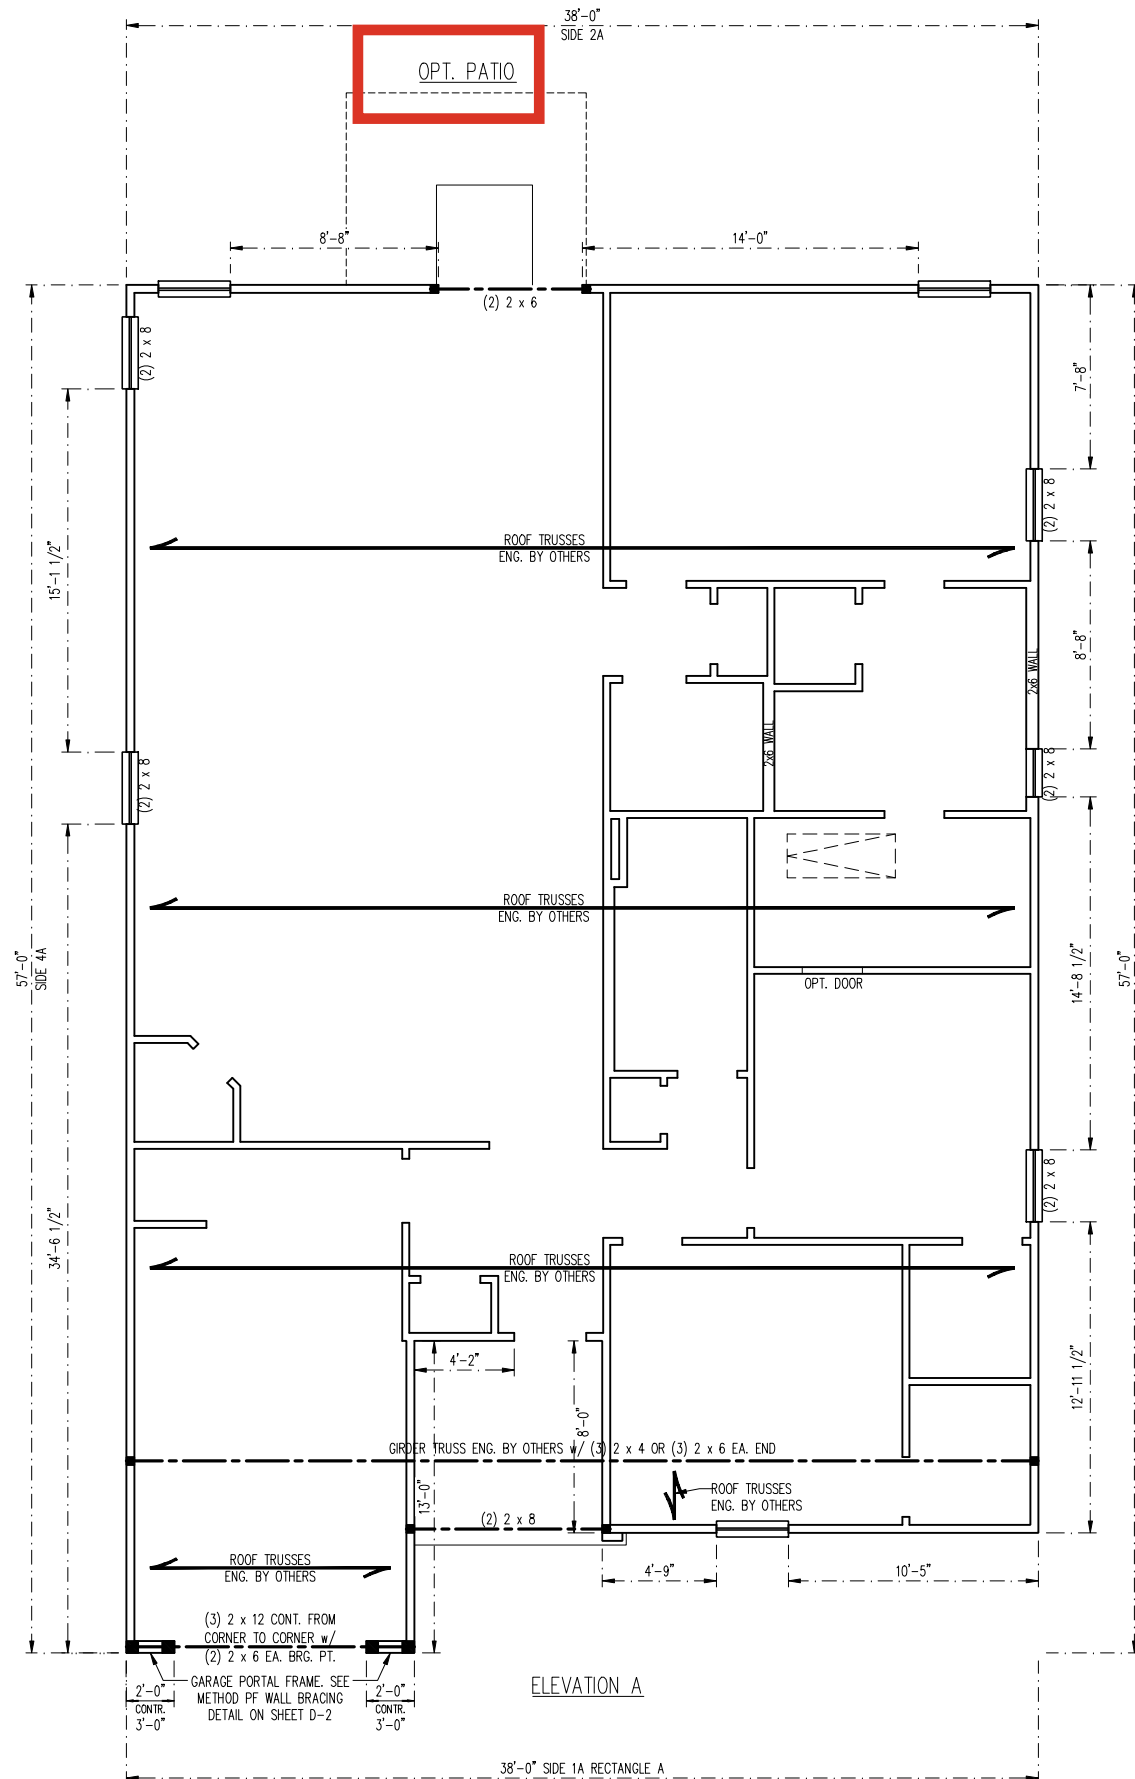 38'-0"
SIDE 2A
OPT. PATIO
8'-8"
14'-0"
(2) 2 x 6
(2) 2 x 8
7'-8"
(2) 2 x 8
ROOF TRUSSES
ENG. BY OTHERS
15'-1 1/2"
8'-8"
2x6 WALL
2x6 WALL
(2) 2 x 8
(2) 2 x 8
ROOF TRUSSES
ENG. BY OTHERS
57'-0"
SIDE 4A
OPT. DOOR
14'-8 1/2"
57'-0"
(2) 2 x 8
34'-6 1/2"
ROOF TRUSSES
ENG. BY OTHERS
4'-2"
8'-0"
12'-11 1/2"
GIRDER TRUSS ENG. BY OTHERS w/ (3) 2 x 4 OR (3) 2 x 6 EA. END
13'-0"
ROOF TRUSSES
ENG. BY OTHERS
(2) 2 x 8
ROOF TRUSSES
ENG. BY OTHERS
4'-9"
10'-5"
(3) 2 x 12 CONT. FROM
CORNER TO CORNER w/
(2) 2 x 6 EA. BRG. PT.
GARAGE PORTAL FRAME. SEE
METHOD PF WALL BRACING
DETAIL ON SHEET D-2
2'-0"
CONTR.
3'-0"
2'-0"
CONTR.
3'-0"
ELEVATION A
38'-0" SIDE 1A RECTANGLE A